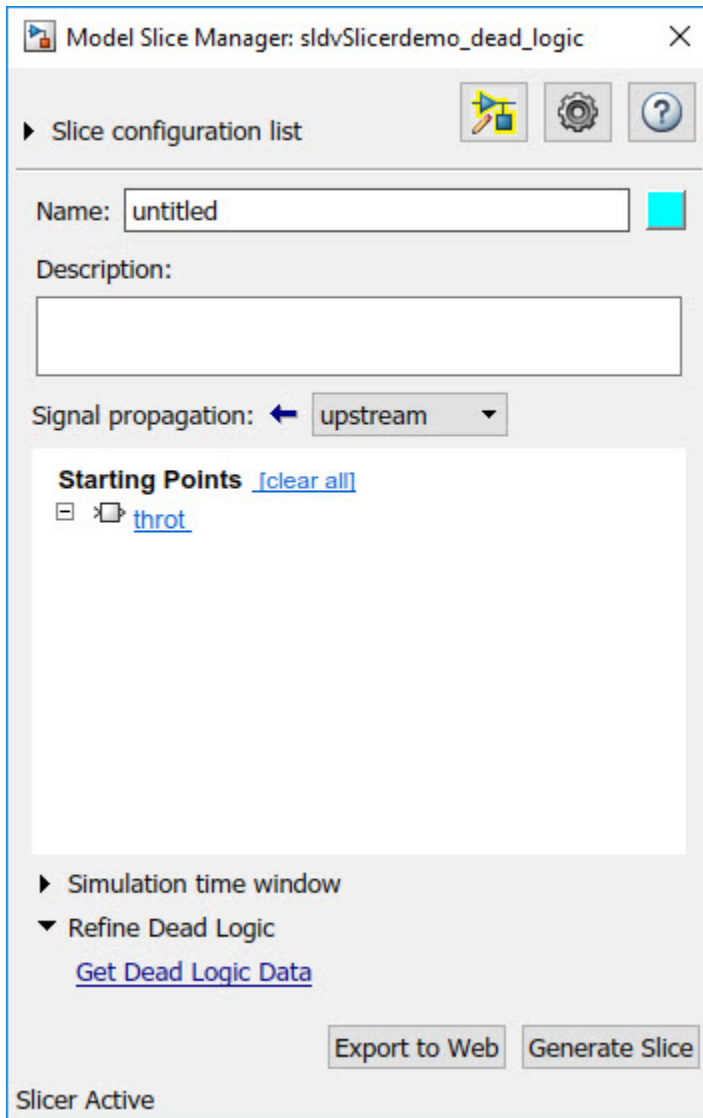 Model Slice Manager: sldvSlicerdemo_dead_logic
Slice configuration list
Name: untitled
Description:
Signal propagation: upstream
Starting Points [clear all]
throt
Simulation time window
Refine Dead Logic
Get Dead Logic Data
Export to Web Generate Slice
Slicer Active